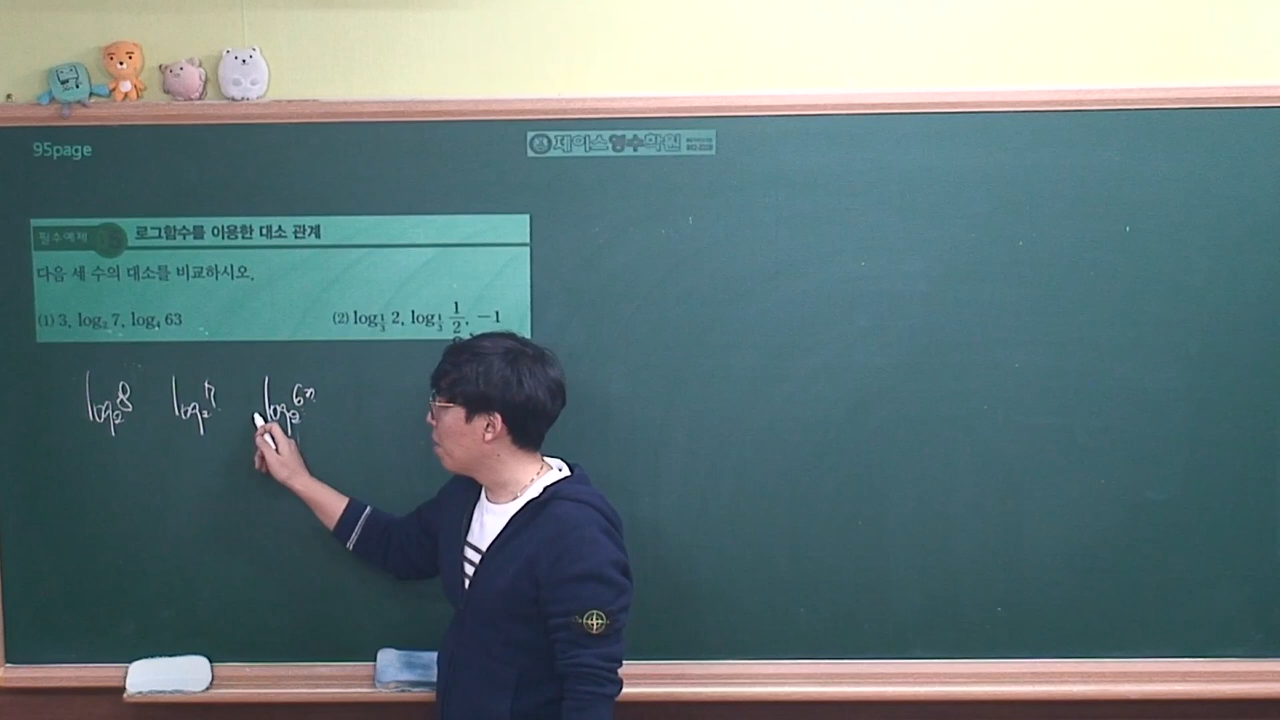 95page
제이스영수학원
필수예제 로그함수를 이용한 대소 관계
다음 세 수의 대소를 비교하시오.
(1) 3, log₂ 7, log₄ 63 (2) log_{1/3} 2, log_{1/3} 1/2, −1
log₂8 log₂7